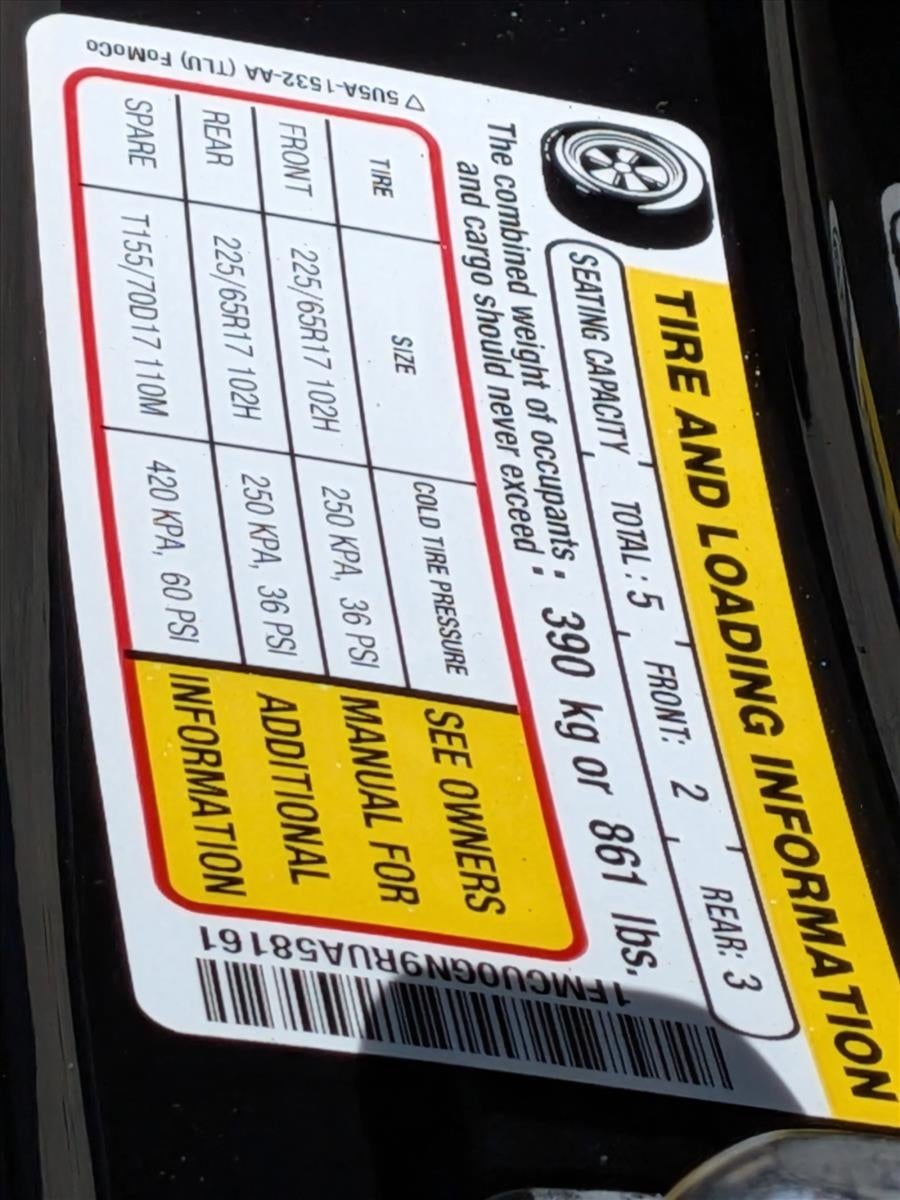 TIRE AND LOADING INFORMATION
SEATING CAPACITY TOTAL: 5 FRONT: 2 REAR: 3
The combined weight of occupants : 390 kg or 861 lbs.
and cargo should never exceed :
TIRE SIZE COLD TIRE PRESSURE
FRONT 225/65R17 102H 250 KPA, 36 PSI
REAR 225/65R17 102H 250 KPA, 36 PSI
SPARE T155/70D17 110M 420 KPA, 60 PSI
SEE OWNERS
MANUAL FOR
ADDITIONAL
INFORMATION
▽ 5U5A-1532-AA (TLU) FoMoCo
1FMCU0GN9RUA58161